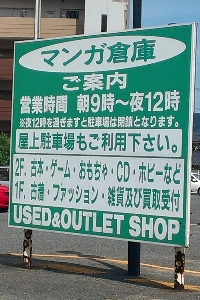 マンガ倉庫
ご案内
営業時間 朝9時〜夜12時
※夜12時を過ぎますと駐車場は閉鎖となります。
屋上駐車場もご利用下さい。
2F. 古本・ゲーム・おもちゃ・CD・ホビーなど
1F. 古着・ファッション・雑貨及び買取受付
USED&OUTLET SHOP